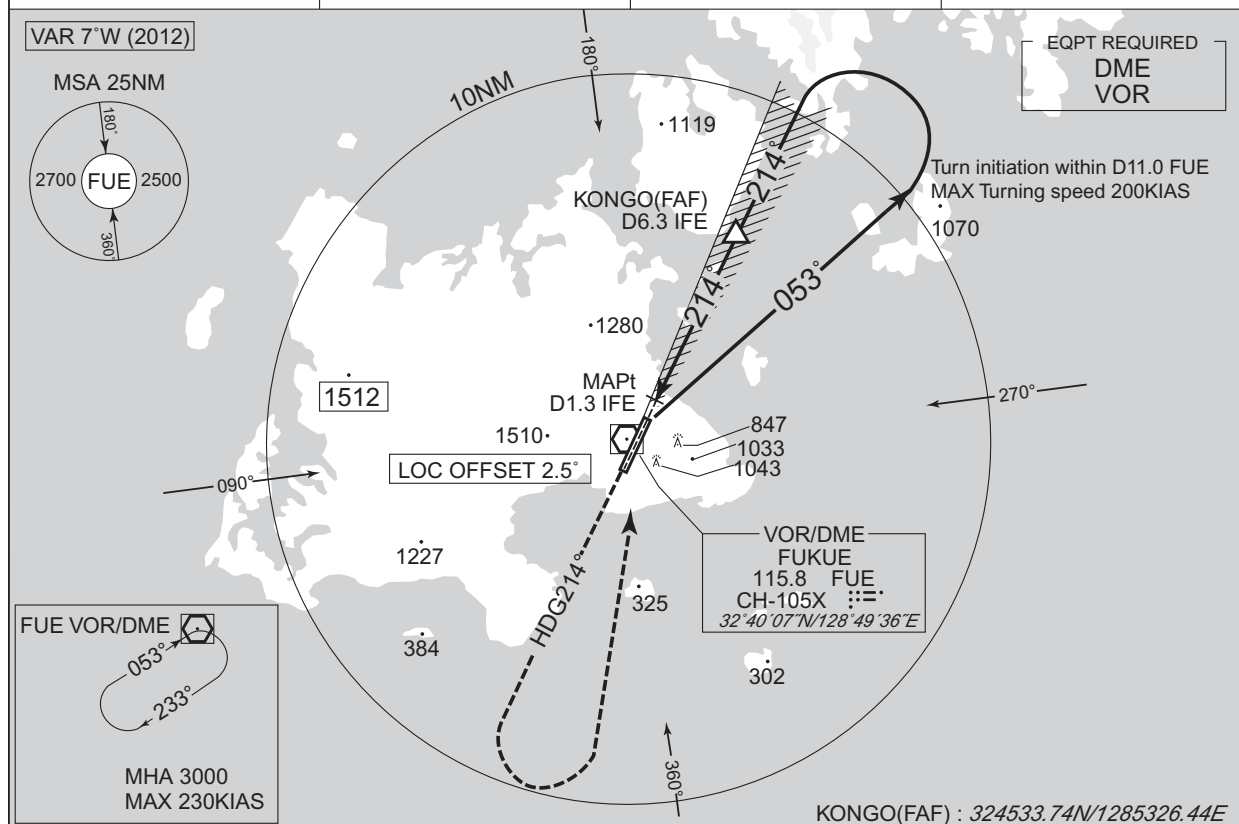 VAR 7°W (2012)
MSA 25NM
180°
2700
FUE
2500
360°
10NM
180°
EQPT REQUIRED
DME
VOR
1119
214°
KONGO(FAF)
D6.3 IFE
Turn initiation within D11.0 FUE
MAX Turning speed 200KIAS
1070
214°
053°
1280
1512
MAPt
D1.3 IFE
270°
847
1510
1033
1043
LOC OFFSET 2.5°
090°
VOR/DME
FUKUE
115.8 FUE
CH-105X
32°40´07˝N/128°49´36˝E
1227
325
HDG214°
384
302
FUE VOR/DME
053°
233°
MHA 3000
MAX 230KIAS
360°
KONGO(FAF) : 324533.74N/1285326.44E